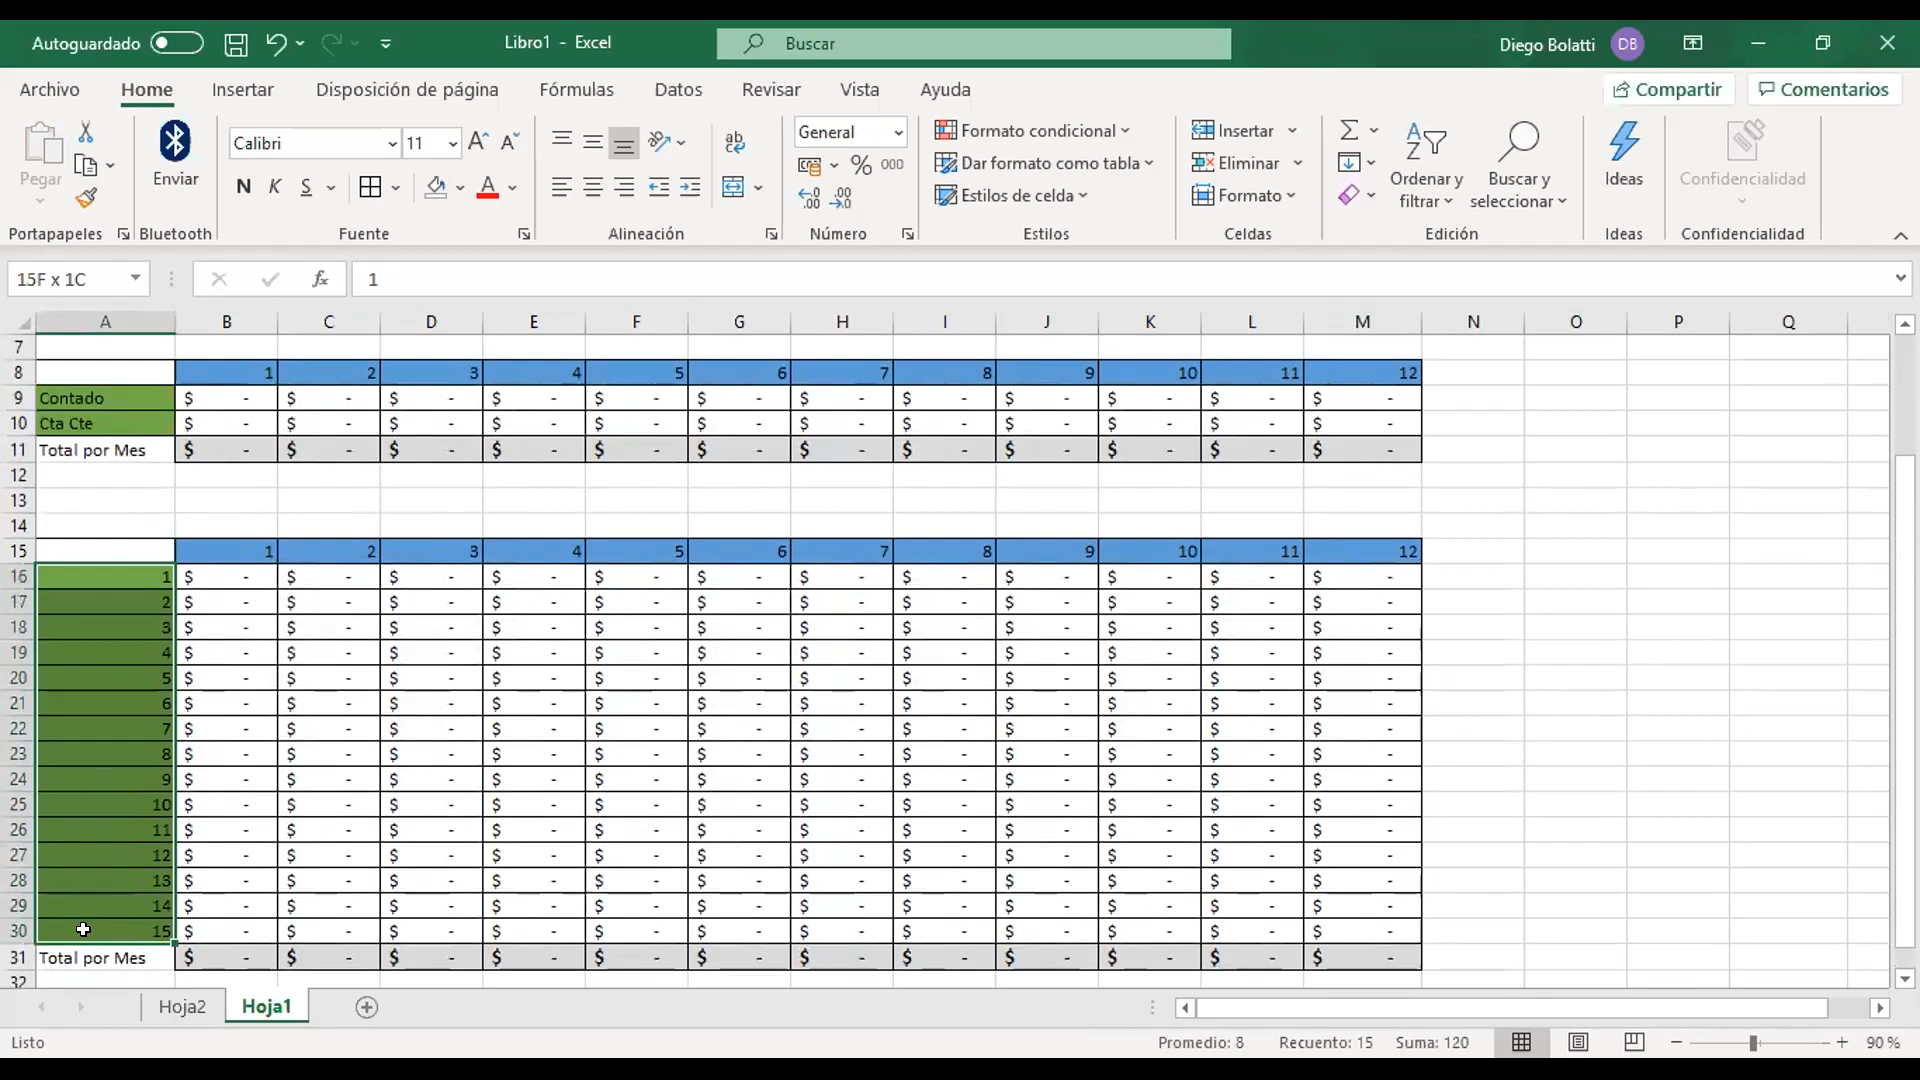 Autoguardado Libro1 - Excel Buscar Diego Bolatti DB
Archivo Home Insertar Disposición de página Fórmulas Datos Revisar Vista Ayuda Compartir Comentarios
Pegar Enviar Calibri 11 N K S General % 000 Formato condicional Dar formato como tabla Estilos de celda Insertar Eliminar Formato Ordenar y filtrar Buscar y seleccionar Ideas Confidencialidad
Portapapeles Bluetooth Fuente Alineación Número Estilos Celdas Edición Ideas Confidencialidad
15F x 1C fx 1
A B C D E F G H I J K L M N O P Q
7
8 1 2 3 4 5 6 7 8 9 10 11 12
9 Contado $ - $ - $ - $ - $ - $ - $ - $ - $ - $ - $ - $ -
10 Cta Cte $ - $ - $ - $ - $ - $ - $ - $ - $ - $ - $ - $ -
11 Total por Mes $ - $ - $ - $ - $ - $ - $ - $ - $ - $ - $ - $ -
12
13
14
15 1 2 3 4 5 6 7 8 9 10 11 12
16 1 $ - $ - $ - $ - $ - $ - $ - $ - $ - $ - $ - $ -
17 2 $ - $ - $ - $ - $ - $ - $ - $ - $ - $ - $ - $ -
18 3 $ - $ - $ - $ - $ - $ - $ - $ - $ - $ - $ - $ -
19 4 $ - $ - $ - $ - $ - $ - $ - $ - $ - $ - $ - $ -
20 5 $ - $ - $ - $ - $ - $ - $ - $ - $ - $ - $ - $ -
21 6 $ - $ - $ - $ - $ - $ - $ - $ - $ - $ - $ - $ -
22 7 $ - $ - $ - $ - $ - $ - $ - $ - $ - $ - $ - $ -
23 8 $ - $ - $ - $ - $ - $ - $ - $ - $ - $ - $ - $ -
24 9 $ - $ - $ - $ - $ - $ - $ - $ - $ - $ - $ - $ -
25 10 $ - $ - $ - $ - $ - $ - $ - $ - $ - $ - $ - $ -
26 11 $ - $ - $ - $ - $ - $ - $ - $ - $ - $ - $ - $ -
27 12 $ - $ - $ - $ - $ - $ - $ - $ - $ - $ - $ - $ -
28 13 $ - $ - $ - $ - $ - $ - $ - $ - $ - $ - $ - $ -
29 14 $ - $ - $ - $ - $ - $ - $ - $ - $ - $ - $ - $ -
30 15 $ - $ - $ - $ - $ - $ - $ - $ - $ - $ - $ - $ -
31 Total por Mes $ - $ - $ - $ - $ - $ - $ - $ - $ - $ - $ - $ -
32
Hoja2 Hoja1
Listo Promedio: 8 Recuento: 15 Suma: 120 90 %